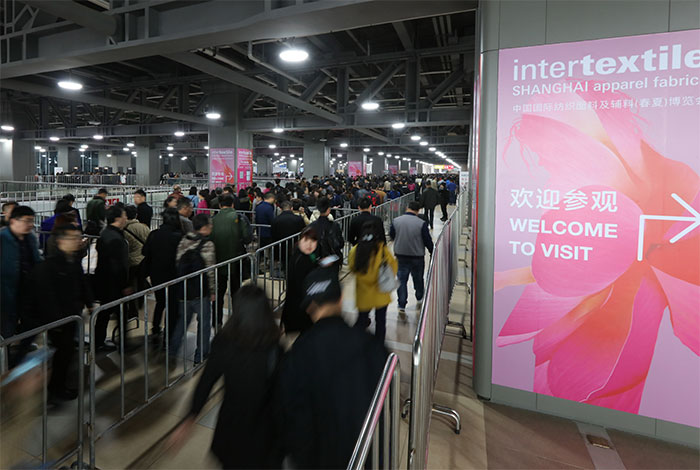 intertextile
SHANGHAI apparel fabric
中国国际纺织面料及辅料(春夏)博览会
欢迎参观
WELCOME
TO VISIT